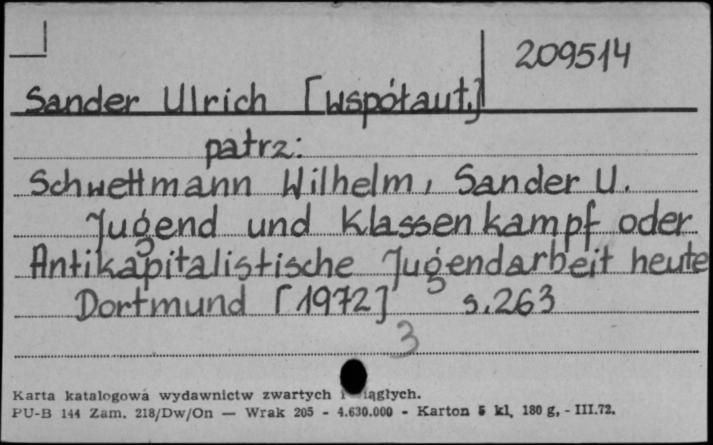 209514
Sander Ulrich [współaut.]
patrz:
Schwettmann Wilhelm, Sander U.
Jugend und Klassenkampf oder
Antikapitalistische Jugendarbeit heute
Dortmund [1972] s.263
3
Karta katalogowa wydawnictw zwartych i ciągłych.
PU-B 144 Zam. 218/Dw/On — Wrak 205 - 4.630.000 - Karton 5 kl, 180 g, - III.72.